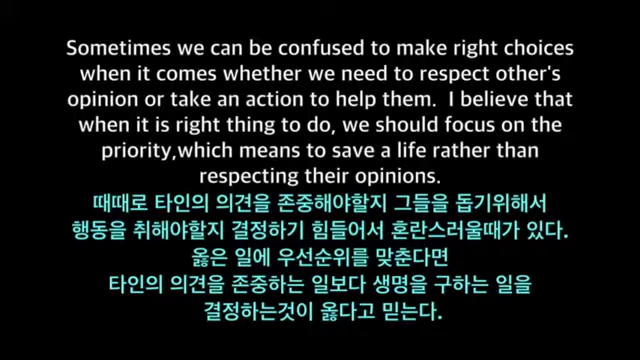 Sometimes we can be confused to make right choices
when it comes whether we need to respect other's
opinion or take an action to help them.  I believe that
when it is right thing to do, we should focus on the
priority,which means to save a life rather than
respecting their opinions.
때때로 타인의 의견을 존중해야할지 그들을 돕기위해서
행동을 취해야할지 결정하기 힘들어서 혼란스러울때가 있다.
옳은 일에 우선순위를 맞춘다면
타인의 의견을 존중하는 일보다 생명을 구하는 일을
결정하는것이 옳다고 믿는다.